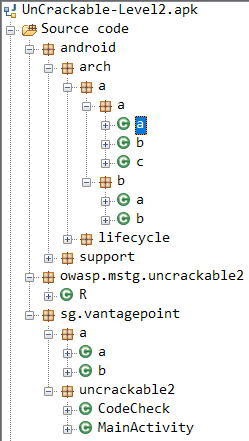 UnCrackable-Level2.apk
Source code
android
arch
a
a
a
b
c
b
a
b
lifecycle
support
owasp.mstg.uncrackable2
R
sg.vantagepoint
a
a
b
uncrackable2
CodeCheck
MainActivity